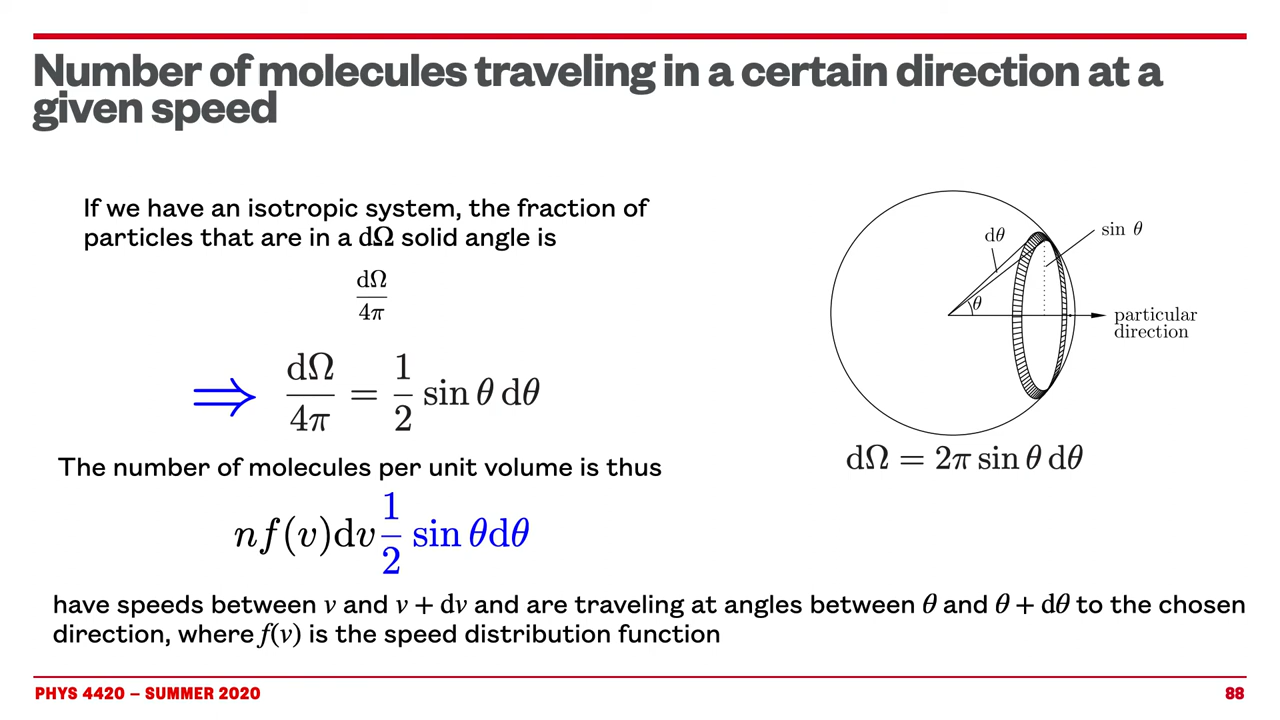 Number of molecules traveling in a certain direction at a
given speed
If we have an isotropic system, the fraction of
particles that are in a dΩ solid angle is
dΩ
4π
⇒ dΩ/4π = 1/2 sin θ dθ
The number of molecules per unit volume is thus
nf(v)dv 1/2 sin θdθ
have speeds between v and v + dv and are traveling at angles between θ and θ + dθ to the chosen
direction, where f(v) is the speed distribution function
dθ
sin θ
θ
particular
direction
dΩ = 2π sin θ dθ
PHYS 4420 – SUMMER 2020
88